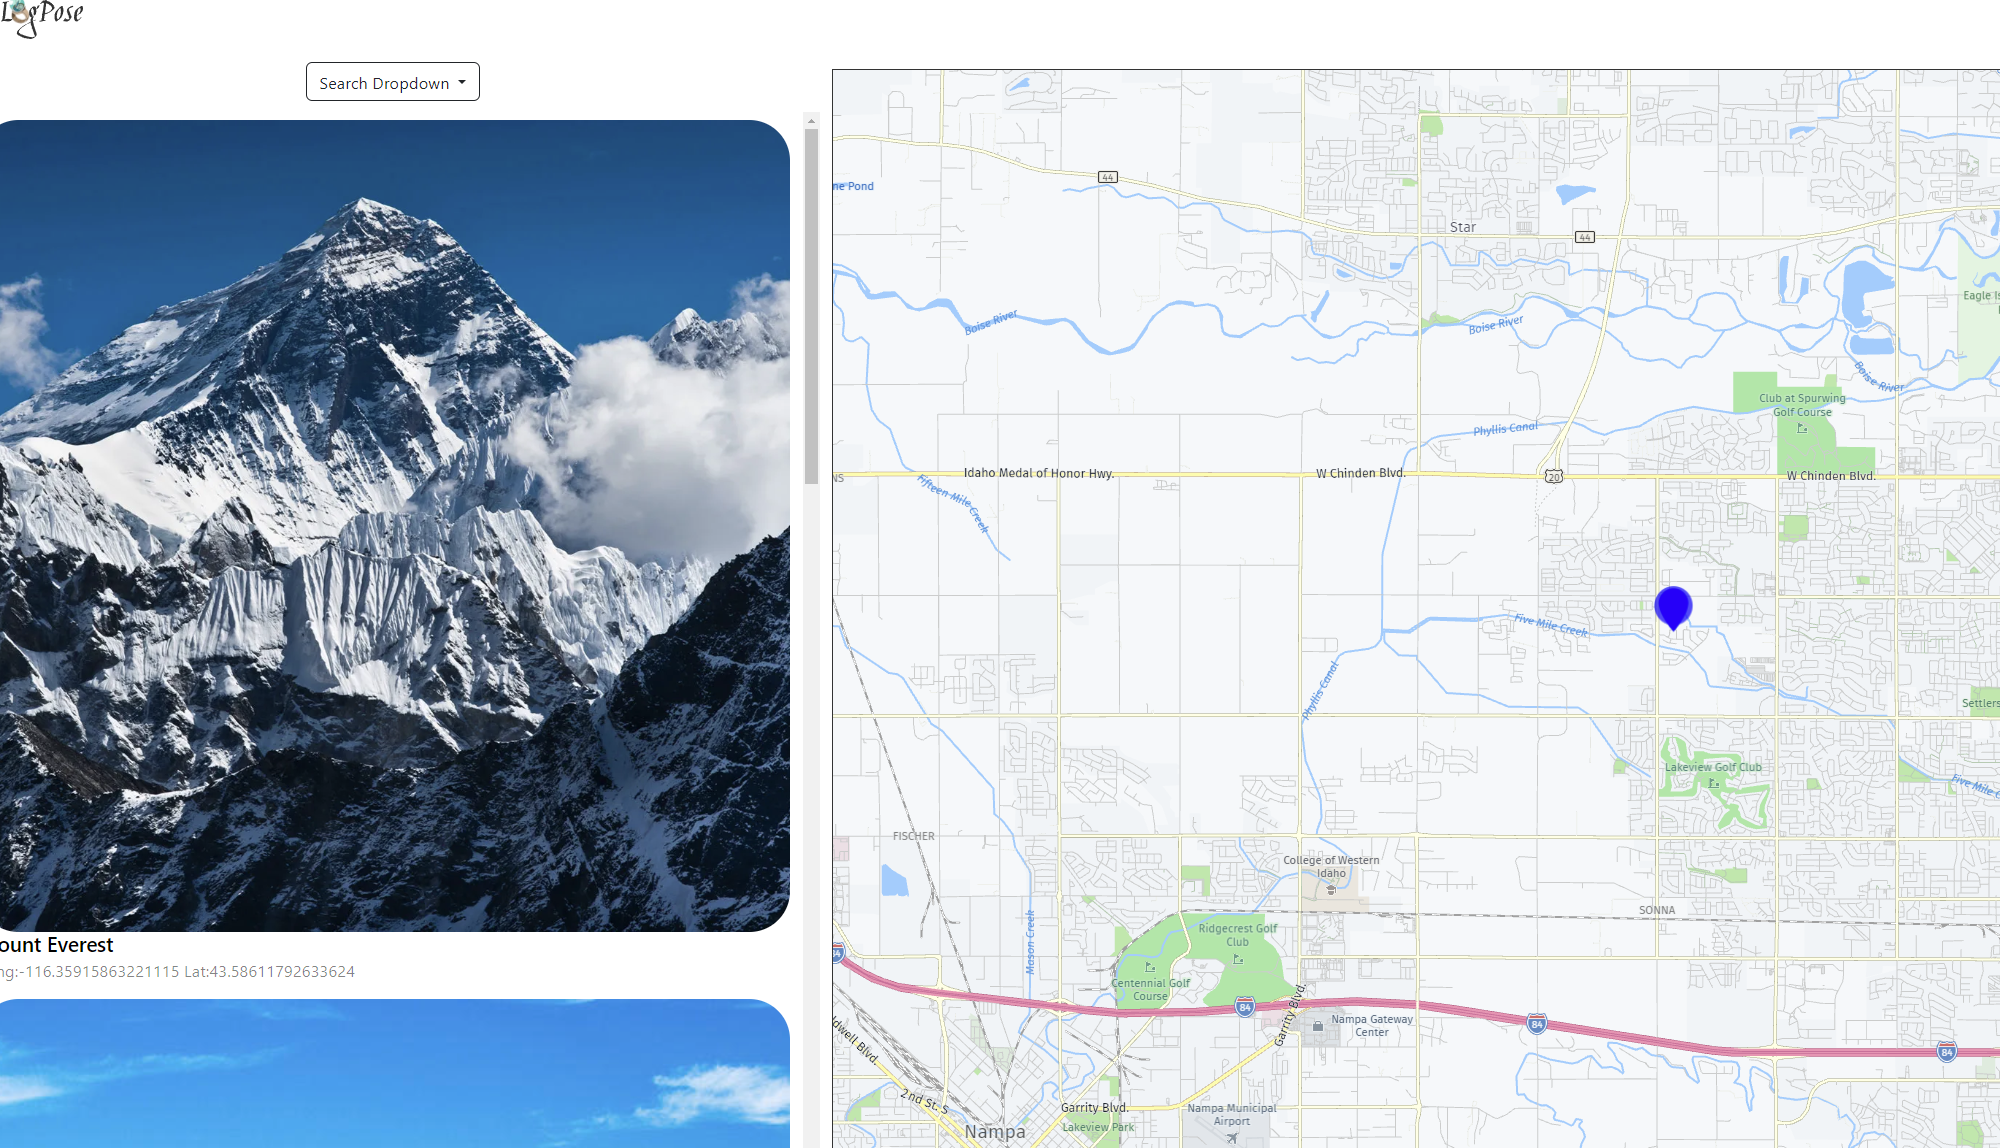 LogPose
Search Dropdown
ount Everest
ng:-116.35915863221115 Lat:43.58611792633624
ne Pond
44
Star
44
Eagle Is
Boise River
Boise River
Boise River
Club at Spurwing
Golf Course
Phyllis Canal
NS
Idaho Medal of Honor Hwy.
W Chinden Blvd.
20
W Chinden Blvd.
Fifteen Mile Creek
Five Mile Creek
Phyllis Canal
Settlers
Lakeview Golf Club
Five Mile C
FISCHER
College of Western
Idaho
SONNA
Mason Creek
Ridgecrest Golf
Club
84
Centennial Golf
Course
84
Garrity Blvd.
Nampa Gateway
Center
84
84
ldwell Blvd.
2nd St. S
Garrity Blvd.
Lakeview Park
Nampa Municipal
Airport
Nampa